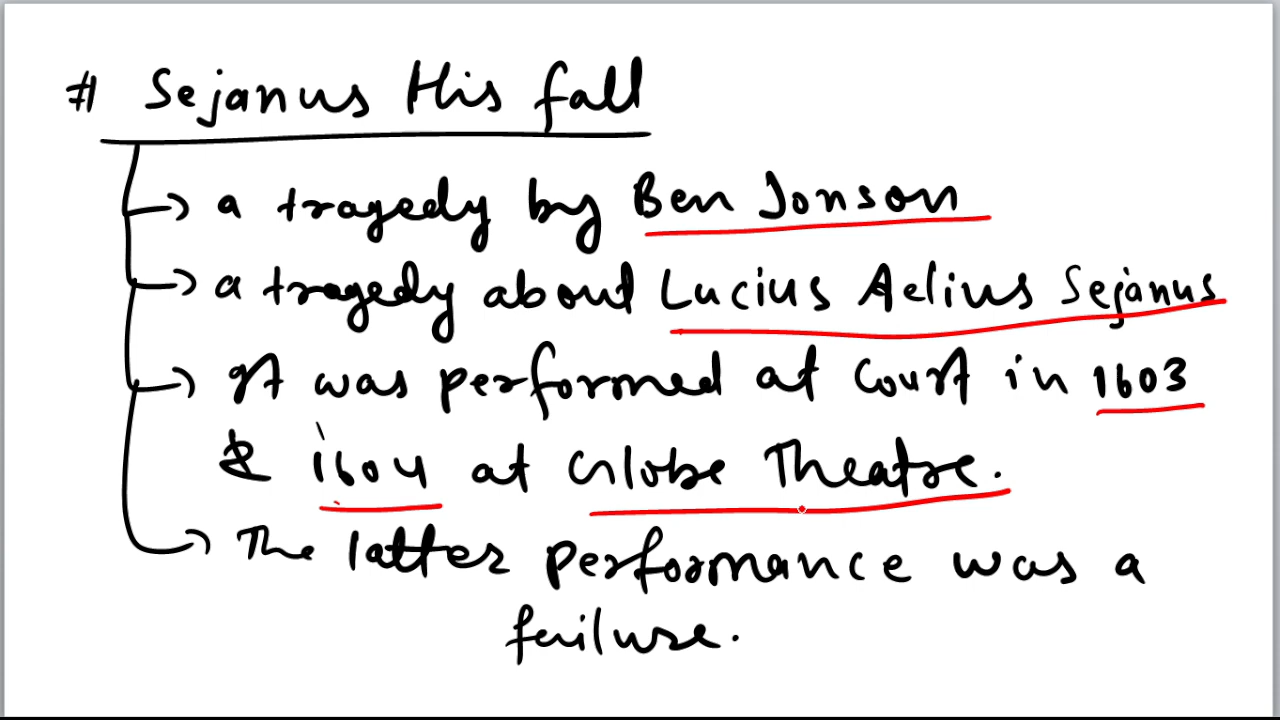 # Sejanus His fall
→ a tragedy by Ben Jonson
→ a tragedy about Lucius Aelius Sejanus
→ It was performed at Court in 1603
& 1604 at Globe Theatre.
→ The latter performance was a
failure.